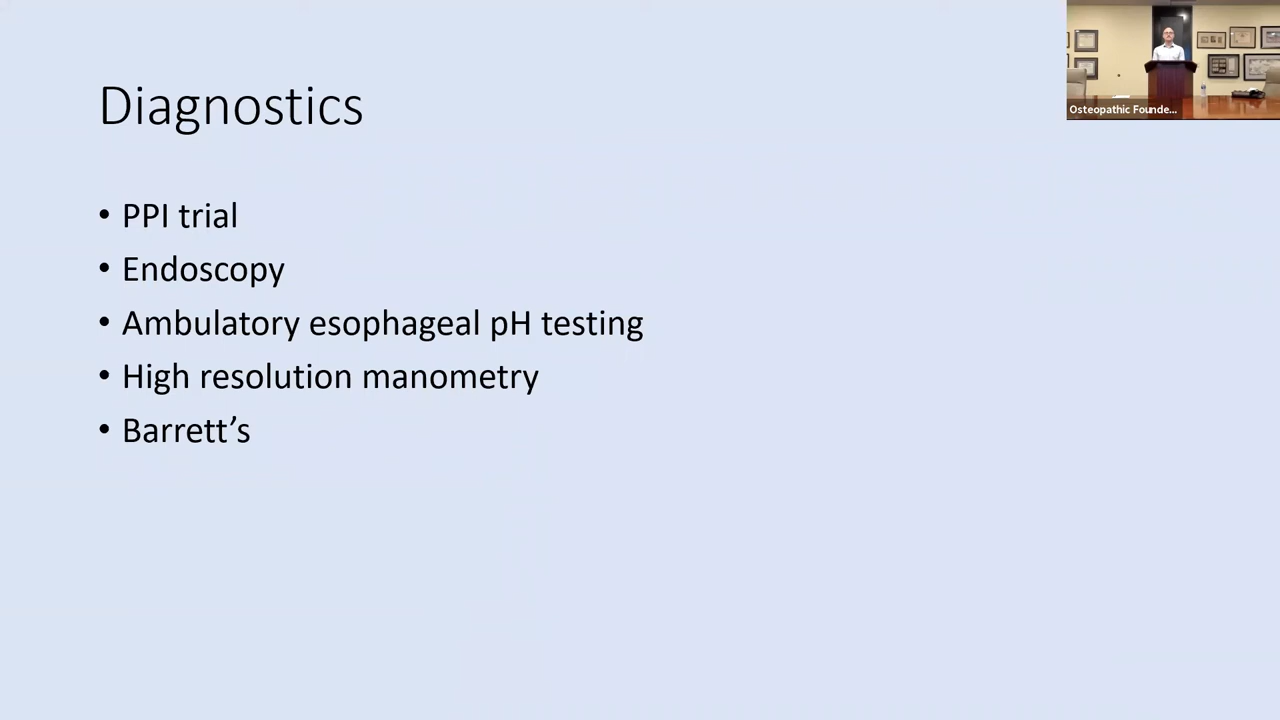 Diagnostics
• PPI trial
• Endoscopy
• Ambulatory esophageal pH testing
• High resolution manometry
• Barrett’s
Osteopathic Founde...